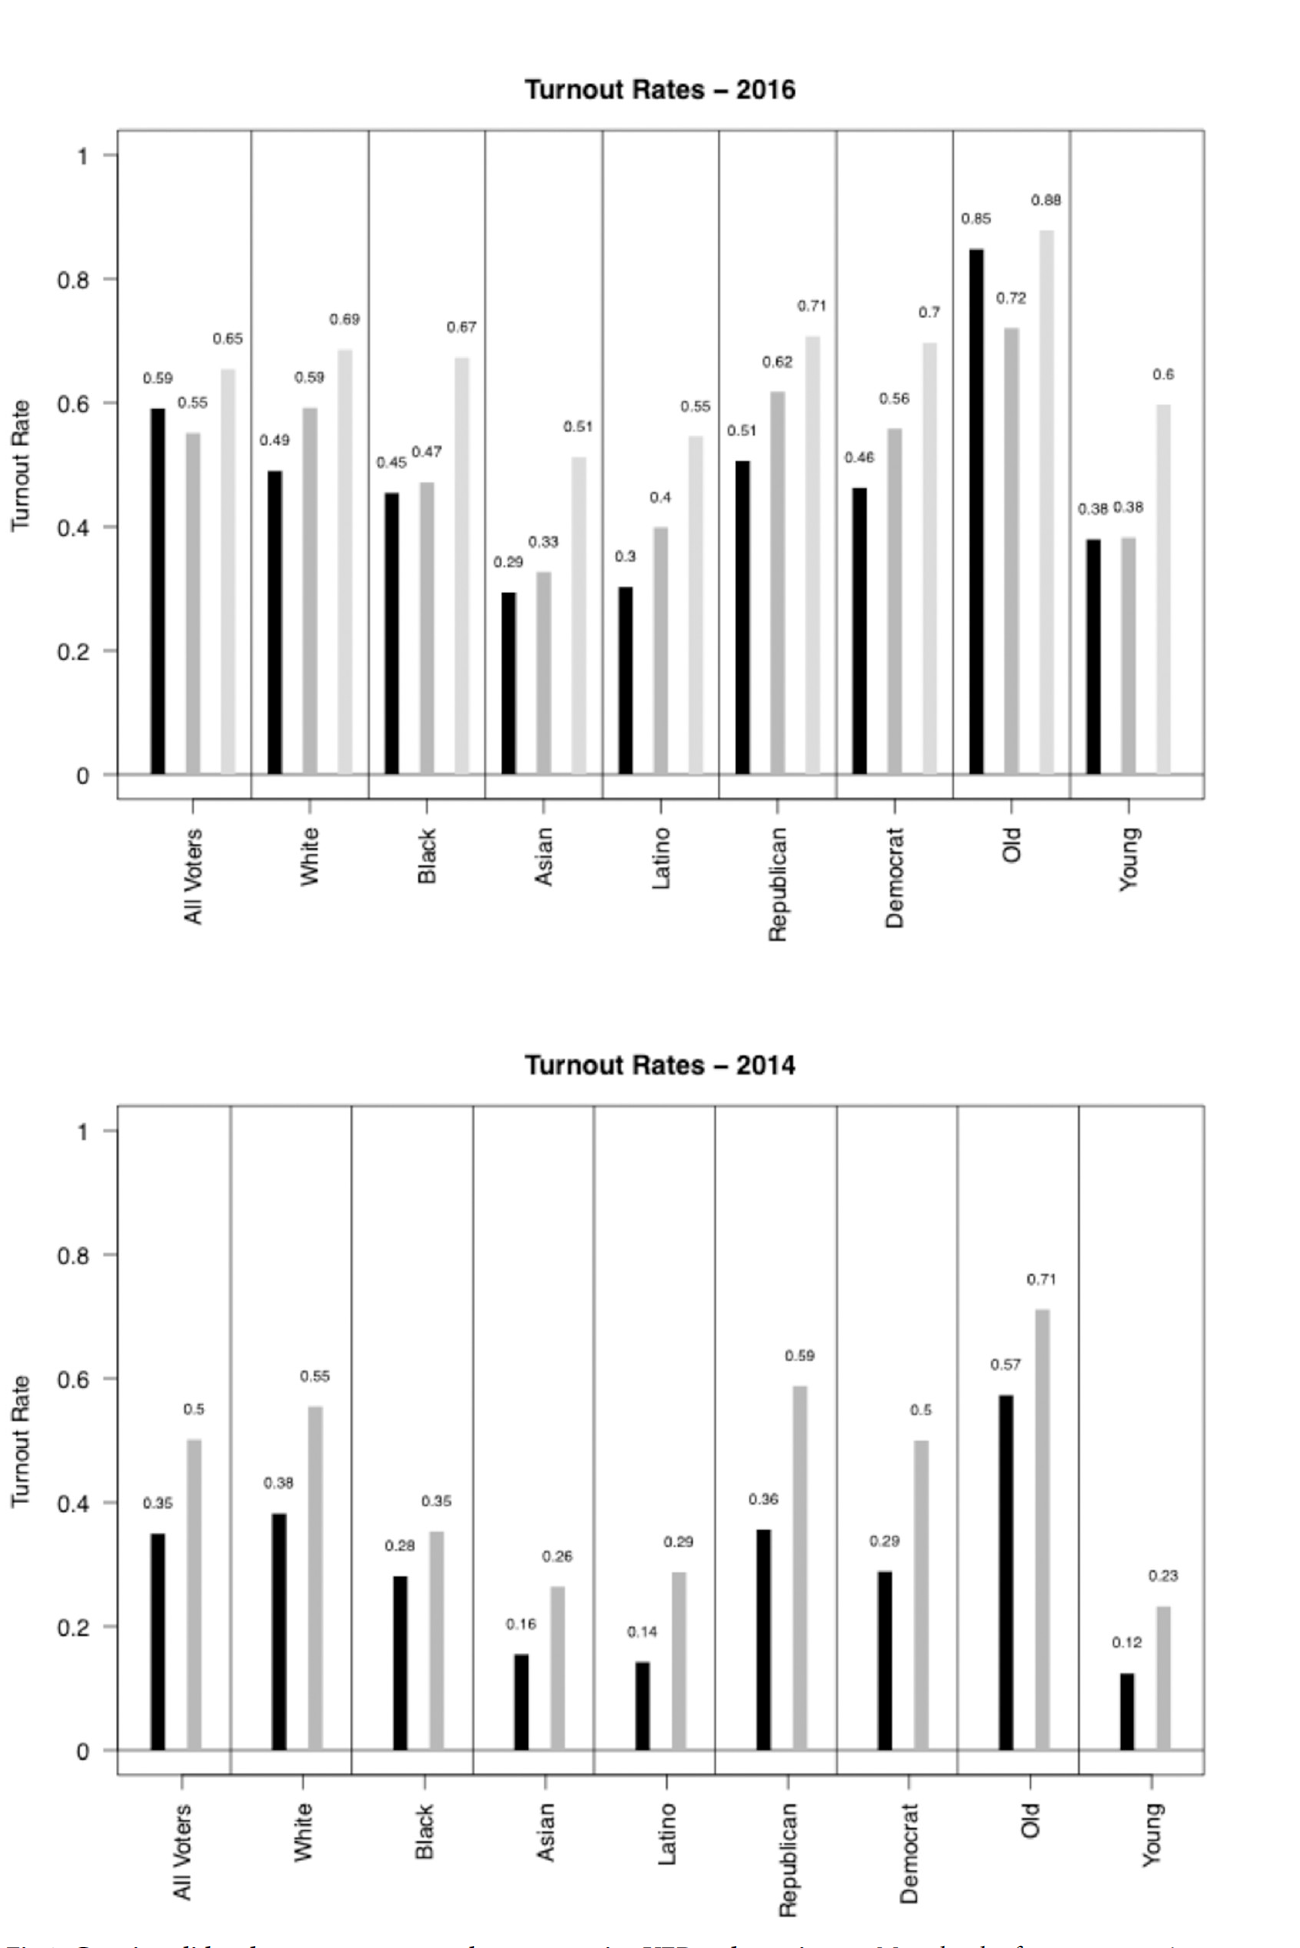 Turnout Rates – 2016
Turnout Rate
1
0.8
0.6
0.4
0.2
0
0.59 0.55 0.65
0.49 0.59 0.69
0.45 0.47 0.67
0.29 0.33 0.51
0.3 0.4 0.55
0.51 0.62 0.71
0.46 0.56 0.7
0.85 0.72 0.88
0.38 0.38 0.6
All Voters
White
Black
Asian
Latino
Republican
Democrat
Old
Young
Turnout Rates – 2014
Turnout Rate
1
0.8
0.6
0.4
0.2
0
0.35 0.5
0.38 0.55
0.28 0.35
0.16 0.26
0.14 0.29
0.36 0.59
0.29 0.5
0.57 0.71
0.12 0.23
All Voters
White
Black
Asian
Latino
Republican
Democrat
Old
Young